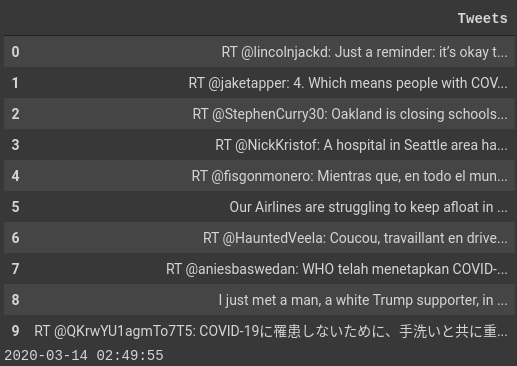 Tweets
0 RT @lincolnjackd: Just a reminder: it’s okay t...
1 RT @jaketapper: 4. Which means people with COV...
2 RT @StephenCurry30: Oakland is closing schools...
3 RT @NickKristof: A hospital in Seattle area ha...
4 RT @fisgonmonero: Mientras que, en todo el mun...
5 Our Airlines are struggling to keep afloat in ...
6 RT @HauntedVeela: Coucou, travaillant en drive...
7 RT @aniesbaswedan: WHO telah menetapkan COVID-...
8 I just met a man, a white Trump supporter, in ...
9 RT @QKrwYU1agmTo7T5: COVID-19に罹患しないために、手洗いと共に重...
2020-03-14 02:49:55